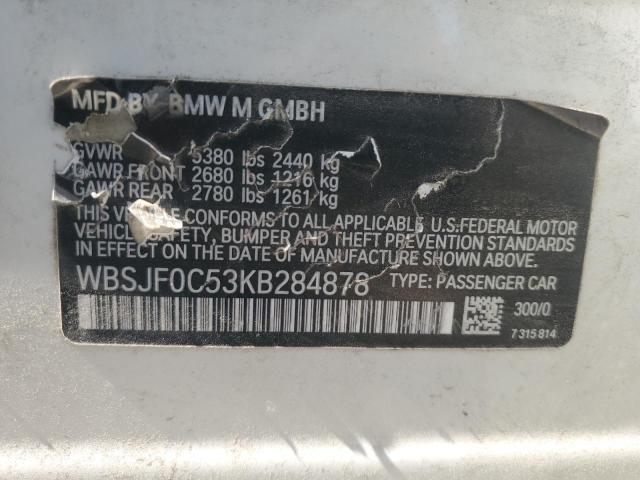 MFD BY BMW M GMBH
GVWR 5380 lbs 2440 kg
GAWR FRONT 2680 lbs 1216 kg
GAWR REAR 2780 lbs 1261 kg
THIS VEHICLE CONFORMS TO ALL APPLICABLE U.S.FEDERAL MOTOR
VEHICLE SAFETY, BUMPER AND THEFT PREVENTION STANDARDS
IN EFFECT ON THE DATE OF MANUFACTURE SHOWN ABOVE.
WBSJF0C53KB284878 TYPE: PASSENGER CAR
300/0
7 315 814